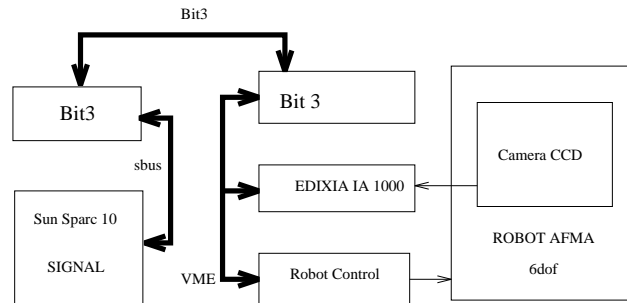 Bit3
Bit3
Bit 3
sbus
EDIXIA IA 1000
Camera CCD
Sun Sparc 10
SIGNAL
VME
Robot Control
ROBOT AFMA
6dof